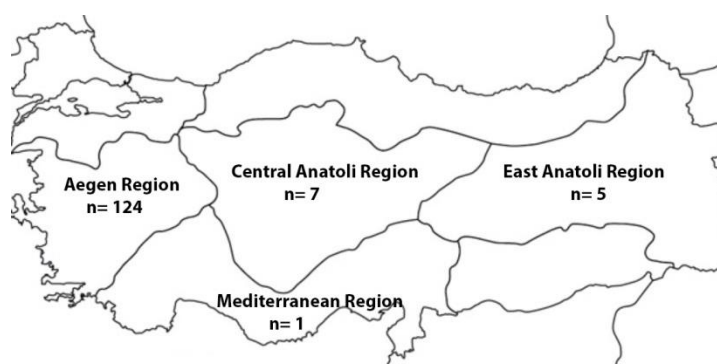 Aegen Region
n= 124
Central Anatoli Region
n= 7
East Anatoli Region
n= 5
Mediterranean Region
n= 1